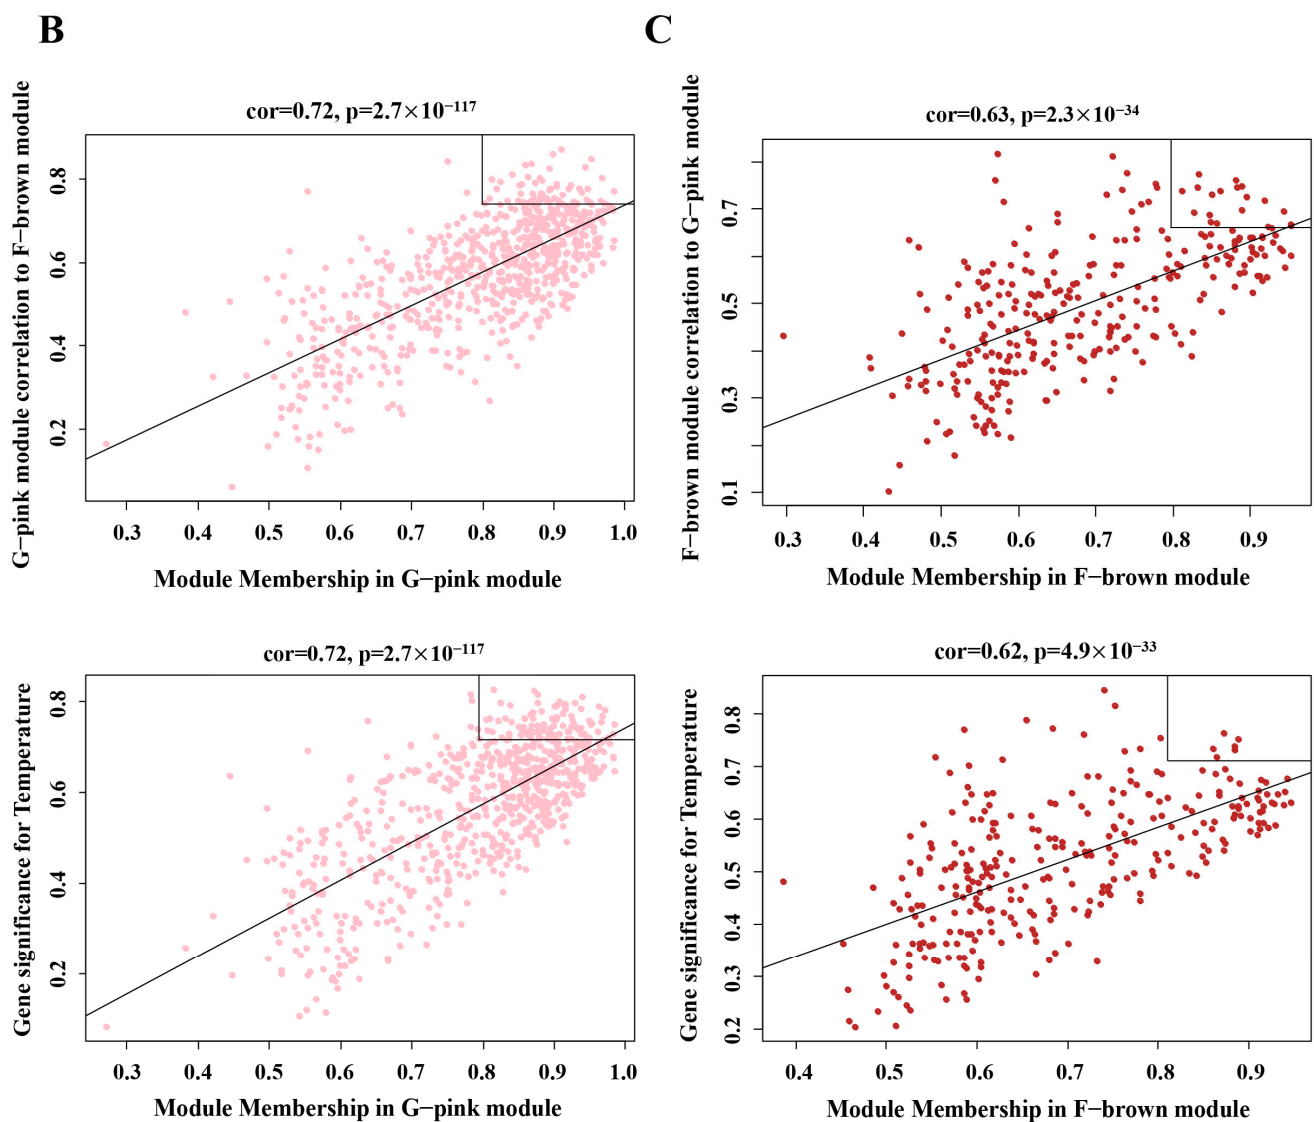 B
cor=0.72, p=2.7×10⁻¹¹⁷
G−pink module correlation to F−brown module
0.8
0.6
0.4
0.2
0.3 0.4 0.5 0.6 0.7 0.8 0.9 1.0
Module Membership in G−pink module
C
cor=0.63, p=2.3×10⁻³⁴
F−brown module correlation to G−pink module
0.7
0.5
0.3
0.1
0.3 0.4 0.5 0.6 0.7 0.8 0.9
Module Membership in F−brown module
cor=0.72, p=2.7×10⁻¹¹⁷
Gene significance for Temperature
0.8
0.6
0.4
0.2
0.3 0.4 0.5 0.6 0.7 0.8 0.9 1.0
Module Membership in G−pink module
cor=0.62, p=4.9×10⁻³³
Gene significance for Temperature
0.8
0.7
0.6
0.5
0.4
0.3
0.2
0.4 0.5 0.6 0.7 0.8 0.9
Module Membership in F−brown module